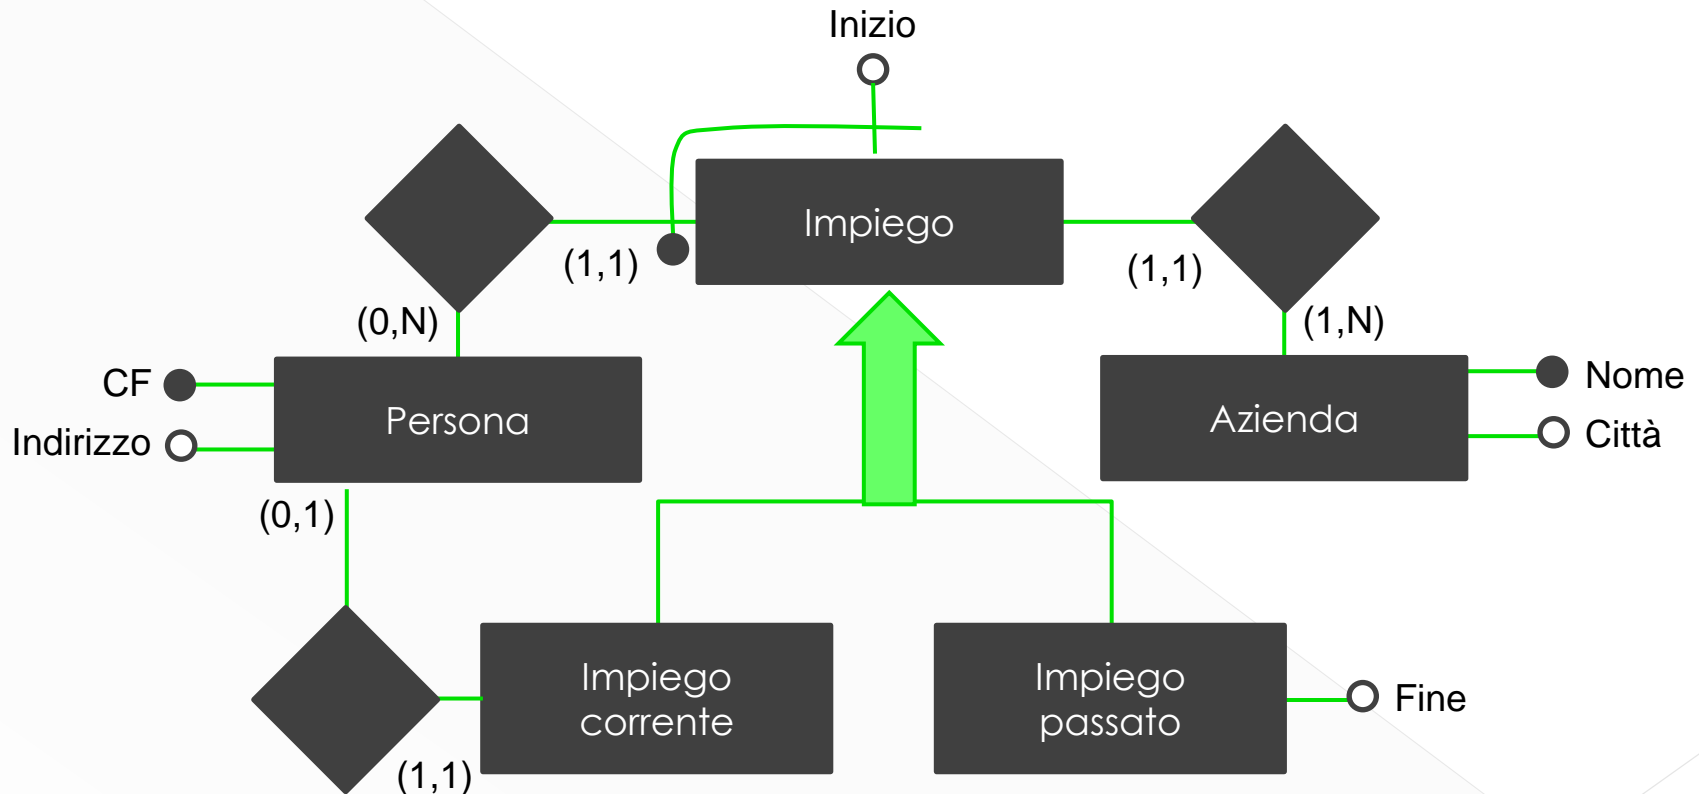 Inizio
Impiego
(1,1)
(1,1)
(0,N)
(1,N)
CF
Indirizzo
Persona
Azienda
Nome
Città
(0,1)
Impiego
corrente
Impiego
passato
Fine
(1,1)